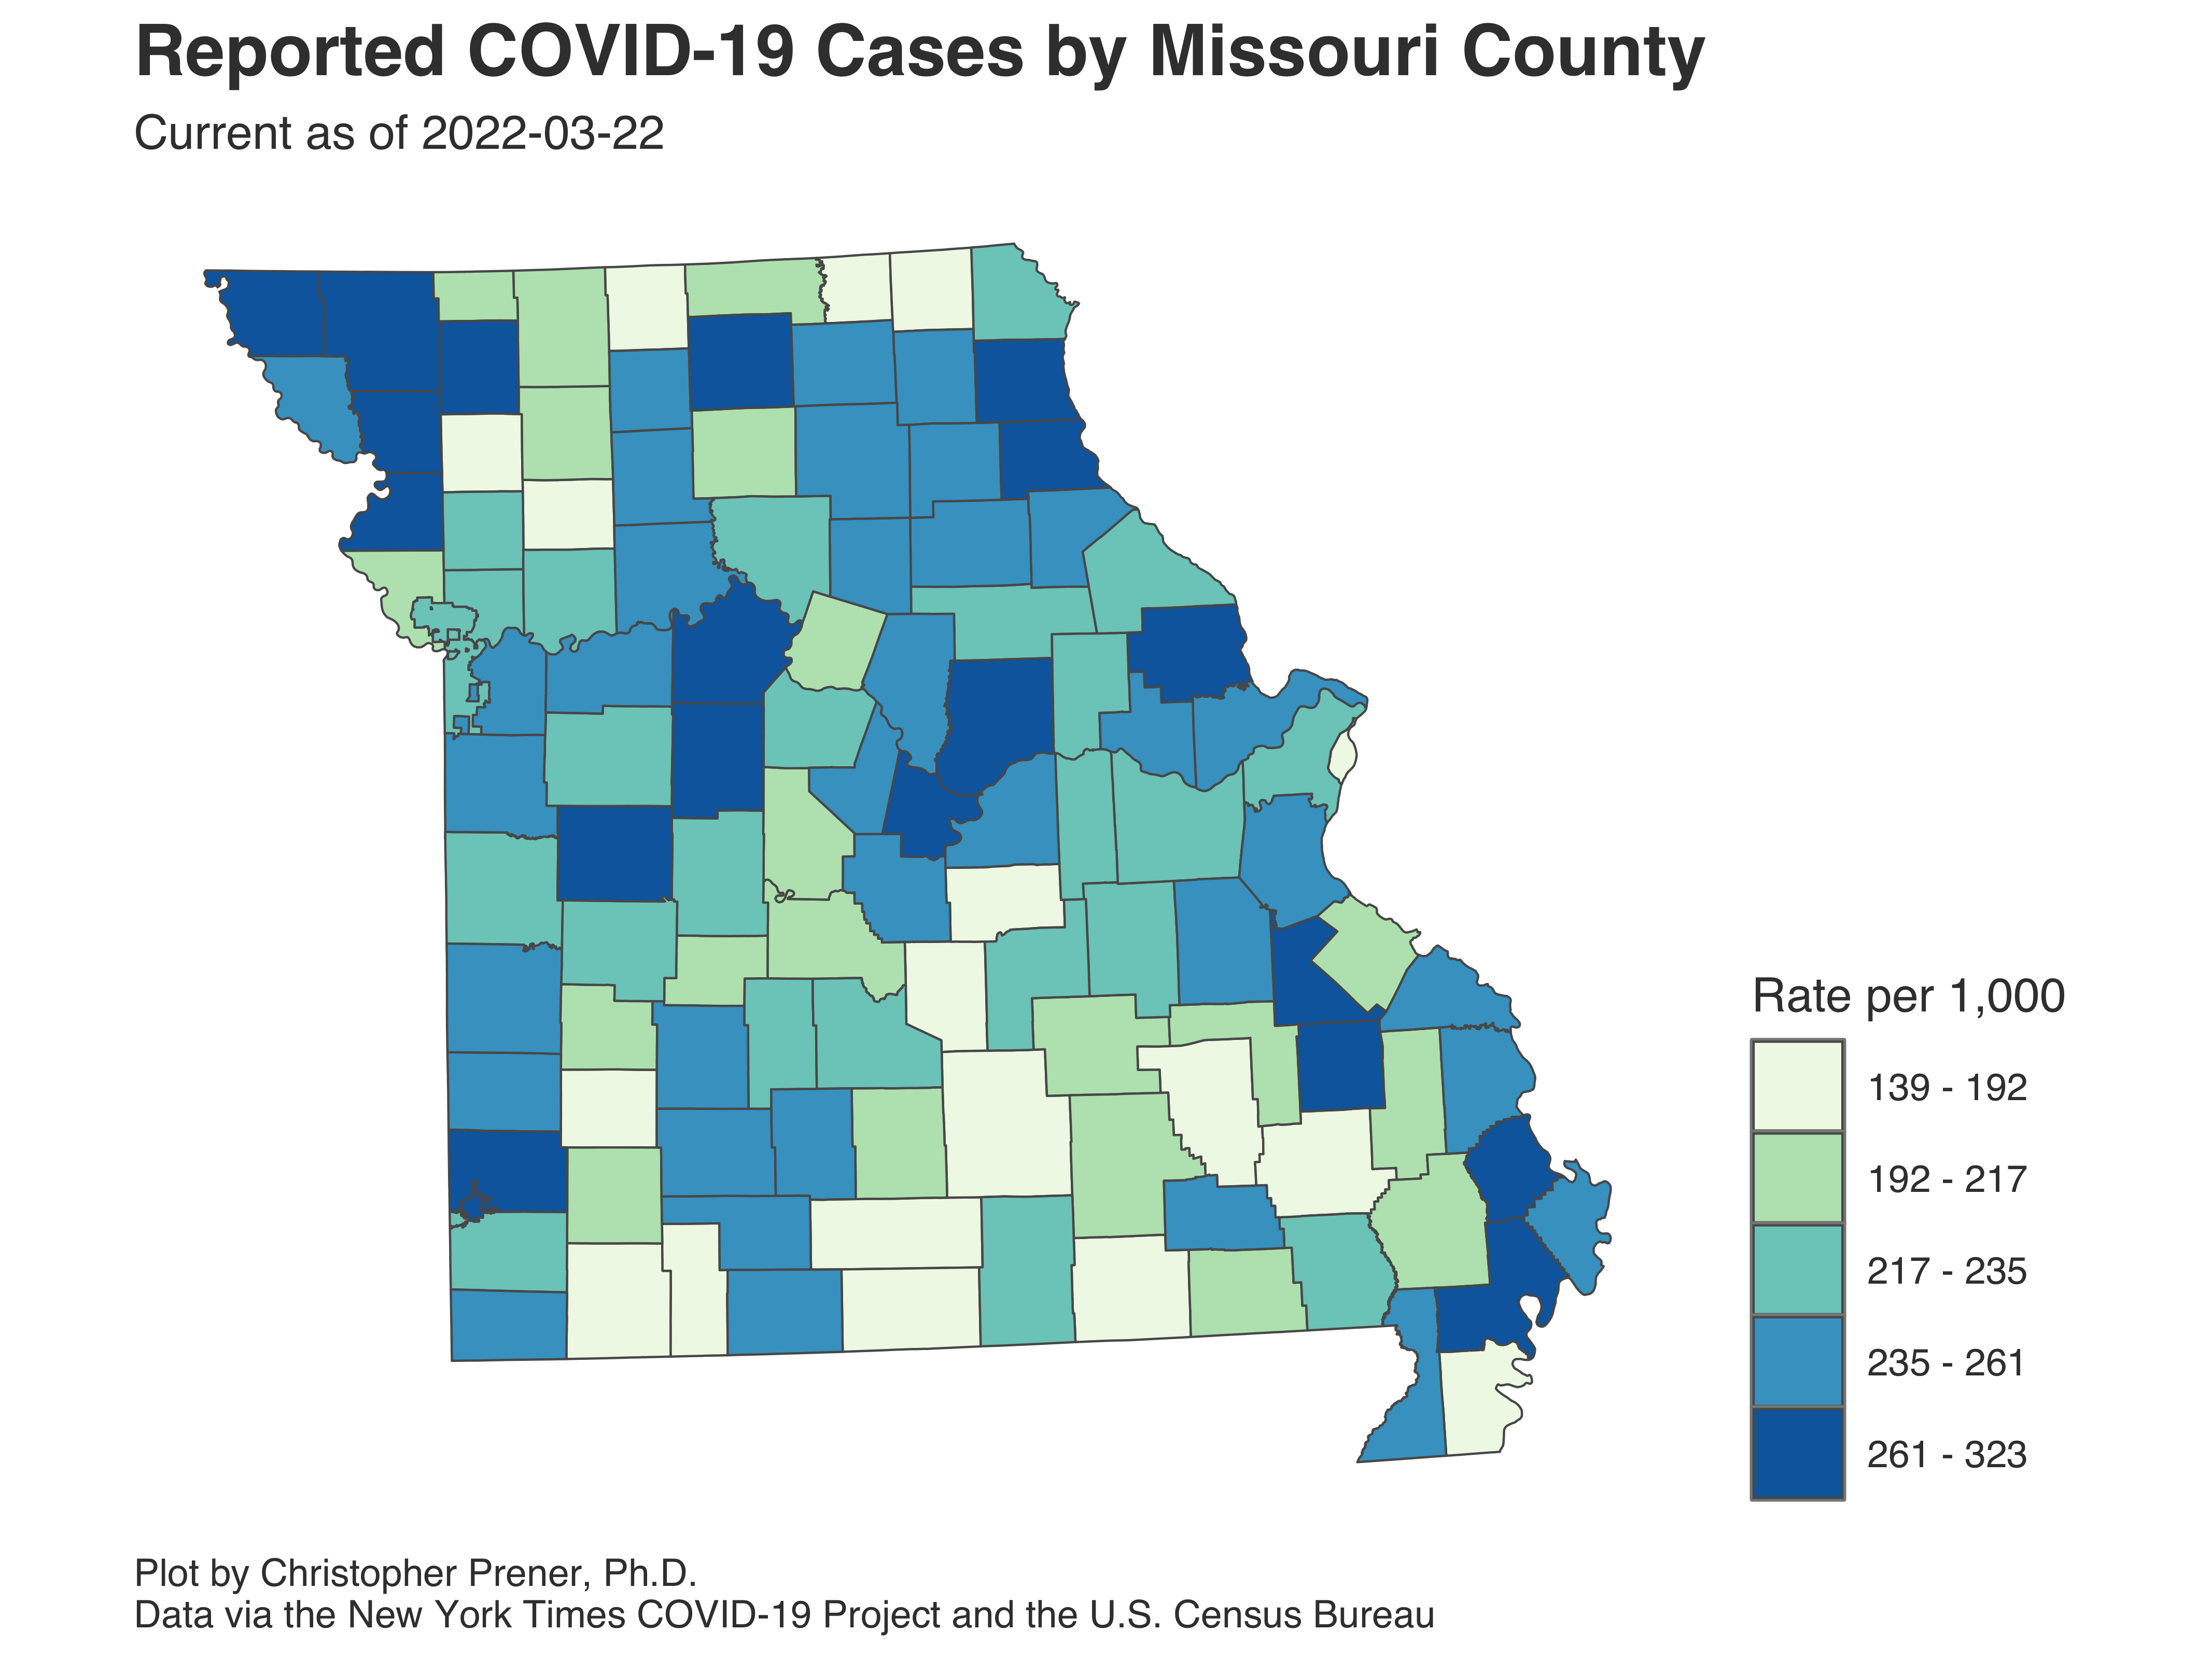 Reported COVID-19 Cases by Missouri County
Current as of 2022-03-22
Rate per 1,000
139 - 192
192 - 217
217 - 235
235 - 261
261 - 323
Plot by Christopher Prener, Ph.D.
Data via the New York Times COVID-19 Project and the U.S. Census Bureau